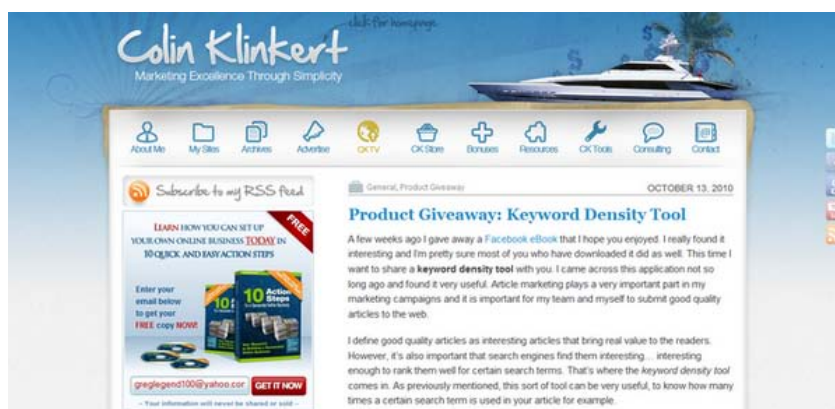 click for homepage
Colin Klinkert
Marketing Excellence Through Simplicity
About Me My Sites Archives Advertise CK TV CK Store Bonuses Resources CK Tools Consulting Contact
Subscribe to my RSS feed
FREE
LEARN HOW YOU CAN SET UP
YOUR OWN ONLINE BUSINESS TODAY IN
10 QUICK AND EASY ACTION STEPS
Enter your
email below
to get your
FREE copy NOW!
10 Action
Steps
greglegend100@yahoo.cor GET IT NOW
~ Your information will never be shared or sold ~
General, Product Giveaway OCTOBER 13, 2010
Product Giveaway: Keyword Density Tool
A few weeks ago I gave away a Facebook eBook that I hope you enjoyed. I really found it
interesting and I'm pretty sure most of you who have downloaded it did as well. This time I
want to share a keyword density tool with you. I came across this application not so
long ago and found it very useful. Article marketing plays a very important part in my
marketing campaigns and it is important for my team and myself to submit good quality
articles to the web.
I define good quality articles as interesting articles that bring real value to the readers.
However, it's also important that search engines find them interesting… interesting
enough to rank them well for certain search terms. That's where the keyword density tool
comes in. As previously mentioned, this sort of tool can be very useful, to know how many
times a certain search term is used in your article for example.